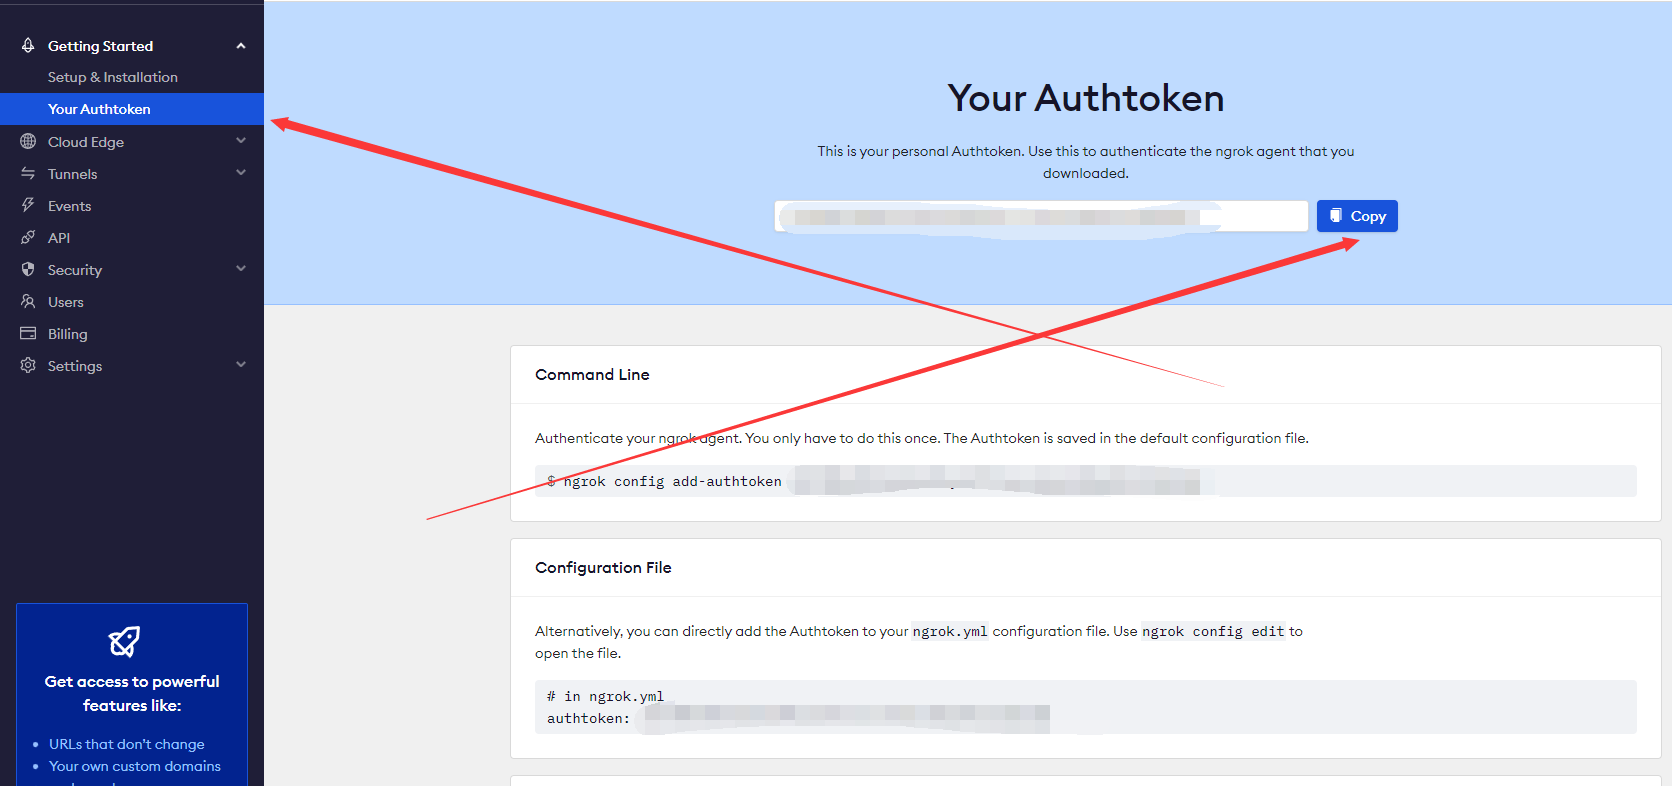 Getting Started
Setup & Installation
Your Authtoken
Cloud Edge
Tunnels
Events
API
Security
Users
Billing
Settings
Get access to powerful
features like:
URLs that don't change
Your own custom domains
Your Authtoken
This is your personal Authtoken. Use this to authenticate the ngrok agent that you
downloaded.
Copy
Command Line
Authenticate your ngrok agent. You only have to do this once. The Authtoken is saved in the default configuration file.
$ ngrok config add-authtoken
Configuration File
Alternatively, you can directly add the Authtoken to your ngrok.yml configuration file. Use ngrok config edit to
open the file.
# in ngrok.yml
authtoken: